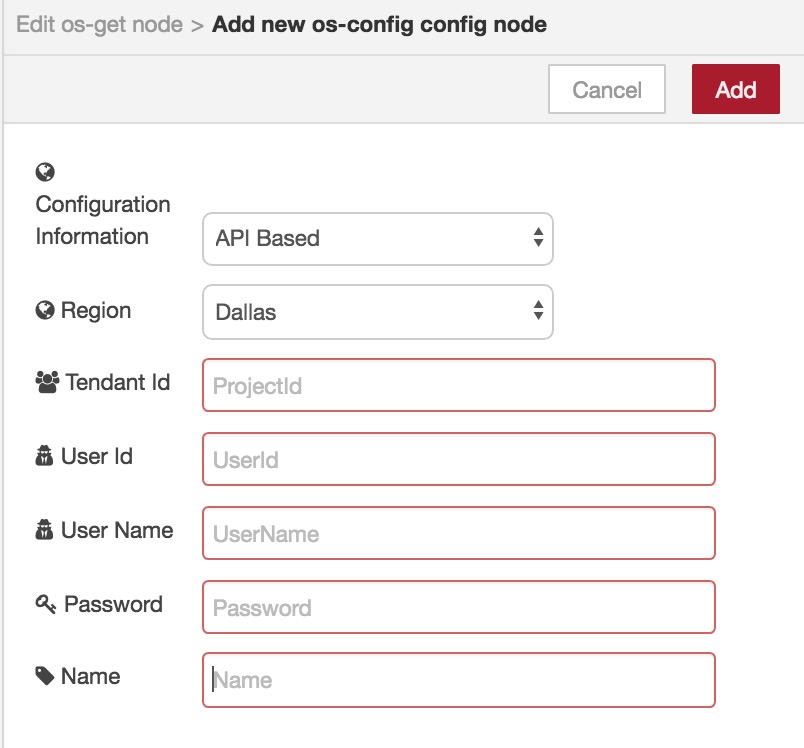 Edit os-get node > Add new os-config config node
Cancel
Add
Configuration
Information
API Based
Region
Dallas
Tendant Id
ProjectId
User Id
UserId
User Name
UserName
Password
Password
Name
Name